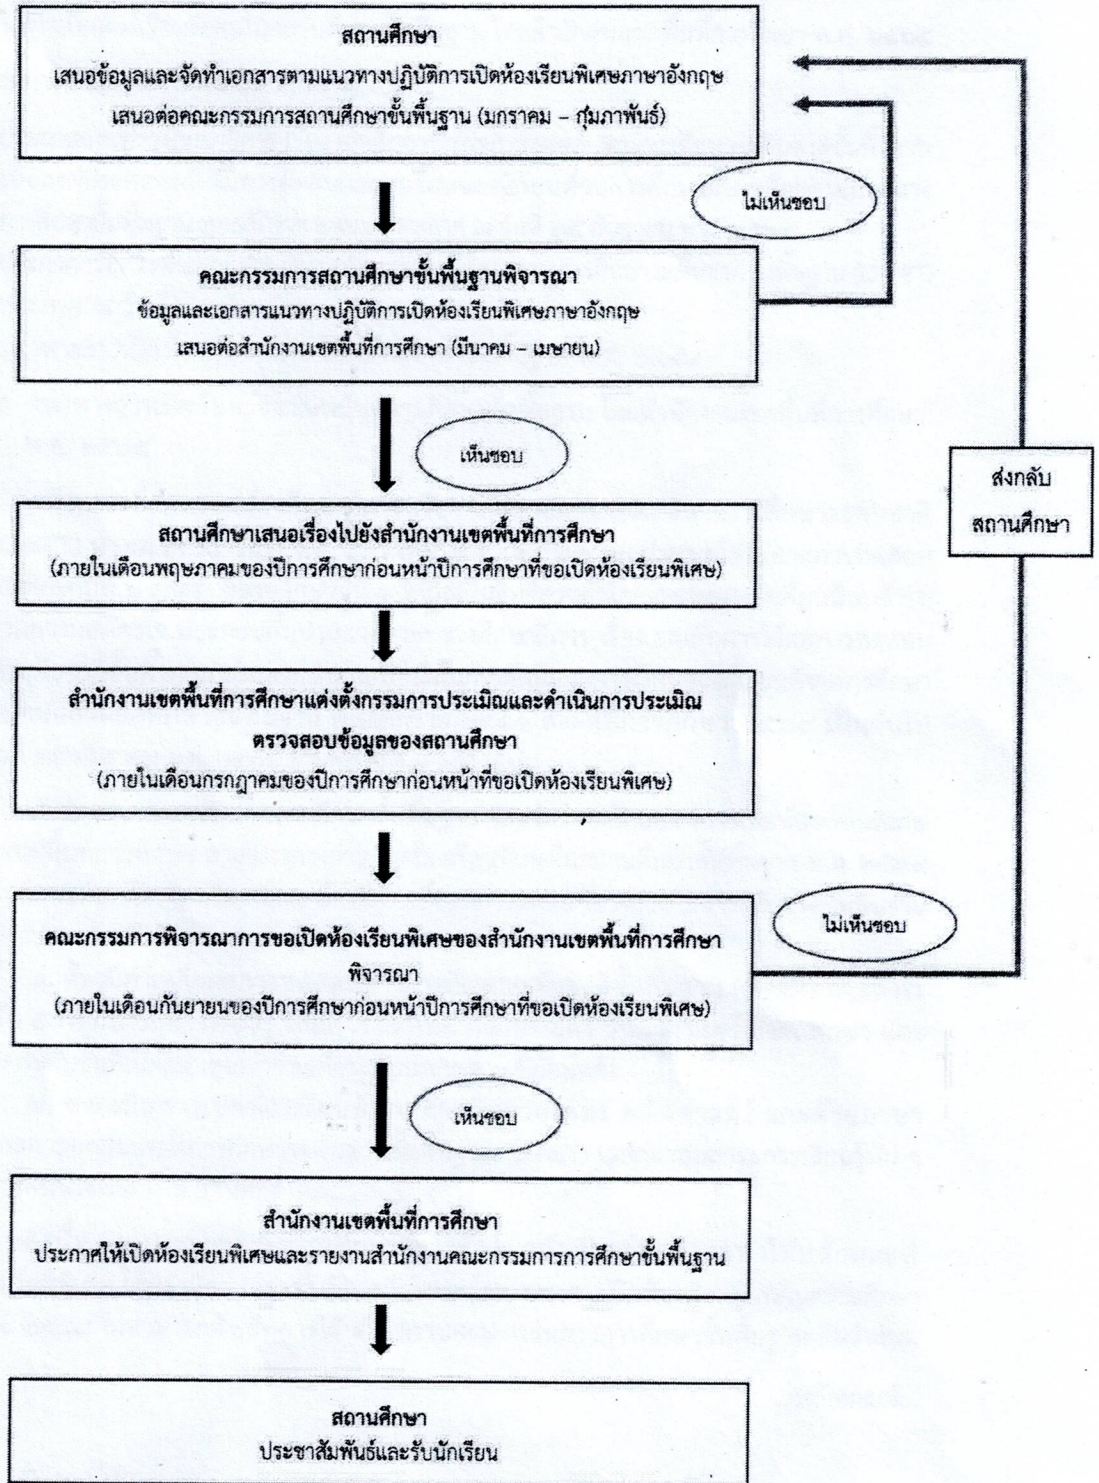 สถานศึกษา
เสนอข้อมูลและจัดทำเอกสารตามแนวทางปฏิบัติการเปิดห้องเรียนพิเศษภาษาอังกฤษ
เสนอต่อคณะกรรมการสถานศึกษาขั้นพื้นฐาน (มกราคม – กุมภาพันธ์)
ไม่เห็นชอบ
คณะกรรมการสถานศึกษาขั้นพื้นฐานพิจารณา
ข้อมูลและเอกสารแนวทางปฏิบัติการเปิดห้องเรียนพิเศษภาษาอังกฤษ
เสนอต่อสำนักงานเขตพื้นที่การศึกษา (มีนาคม – เมษายน)
เห็นชอบ
ส่งกลับ
สถานศึกษา
สถานศึกษาเสนอเรื่องไปยังสำนักงานเขตพื้นที่การศึกษา
(ภายในเดือนพฤษภาคมของปีการศึกษาก่อนหน้าปีการศึกษาที่ขอเปิดห้องเรียนพิเศษ)
สำนักงานเขตพื้นที่การศึกษาแต่งตั้งกรรมการประเมิณและดำเนินการประเมิณ
ตรวจสอบข้อมูลของสถานศึกษา
(ภายในเดือนกรกฎาคมของปีการศึกษาก่อนหน้าที่ขอเปิดห้องเรียนพิเศษ)
ไม่เห็นชอบ
คณะกรรมการพิจารณาการขอเปิดห้องเรียนพิเศษของสำนักงานเขตพื้นที่การศึกษา
พิจารณา
(ภายในเดือนกันยายนของปีการศึกษาก่อนหน้าปีการศึกษาที่ขอเปิดห้องเรียนพิเศษ)
เห็นชอบ
สำนักงานเขตพื้นที่การศึกษา
ประกาศให้เปิดห้องเรียนพิเศษและรายงานสำนักงานคณะกรรมการการศึกษาขั้นพื้นฐาน
สถานศึกษา
ประชาสัมพันธ์และรับนักเรียน